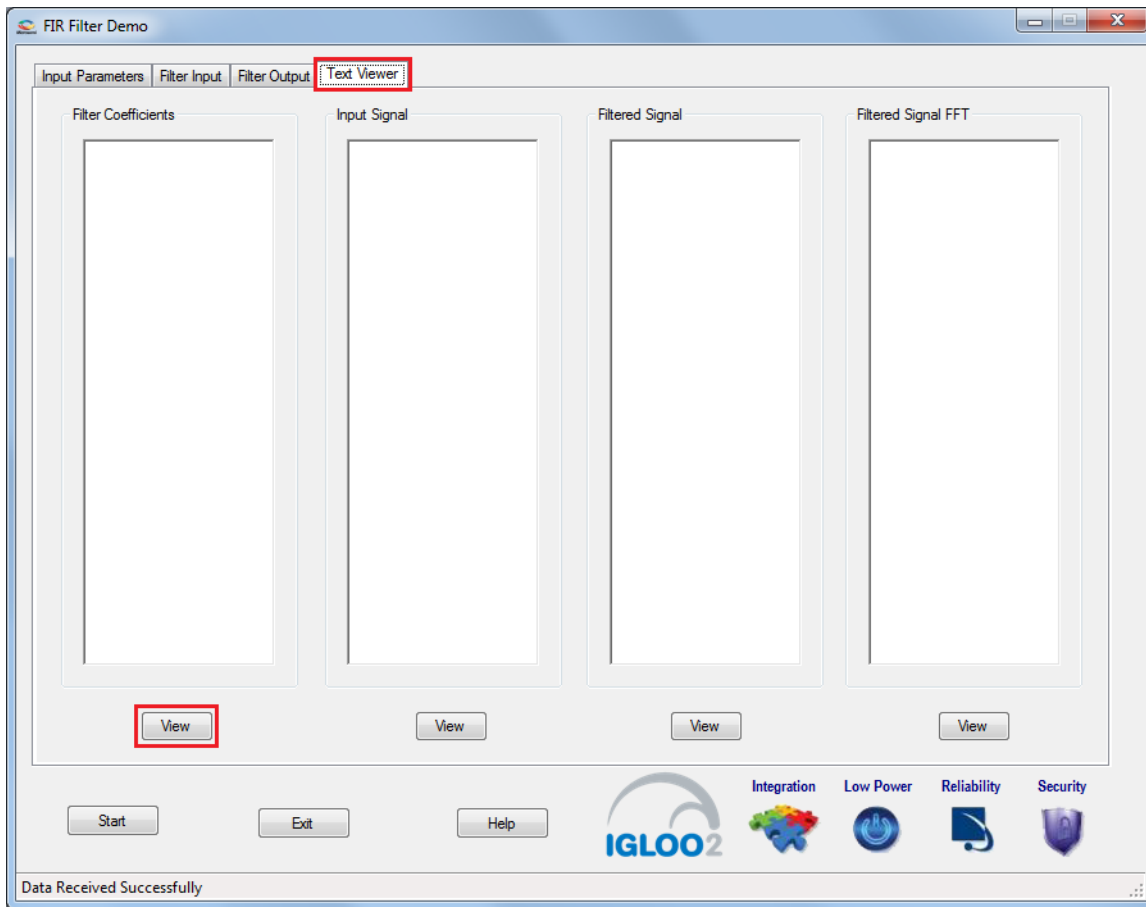 FIR Filter Demo
Input Parameters Filter Input Filter Output Text Viewer
Filter Coefficients Input Signal Filtered Signal Filtered Signal FFT
View View View View
Integration Low Power Reliability Security
Start Exit Help
IGLOO2
Data Received Successfully